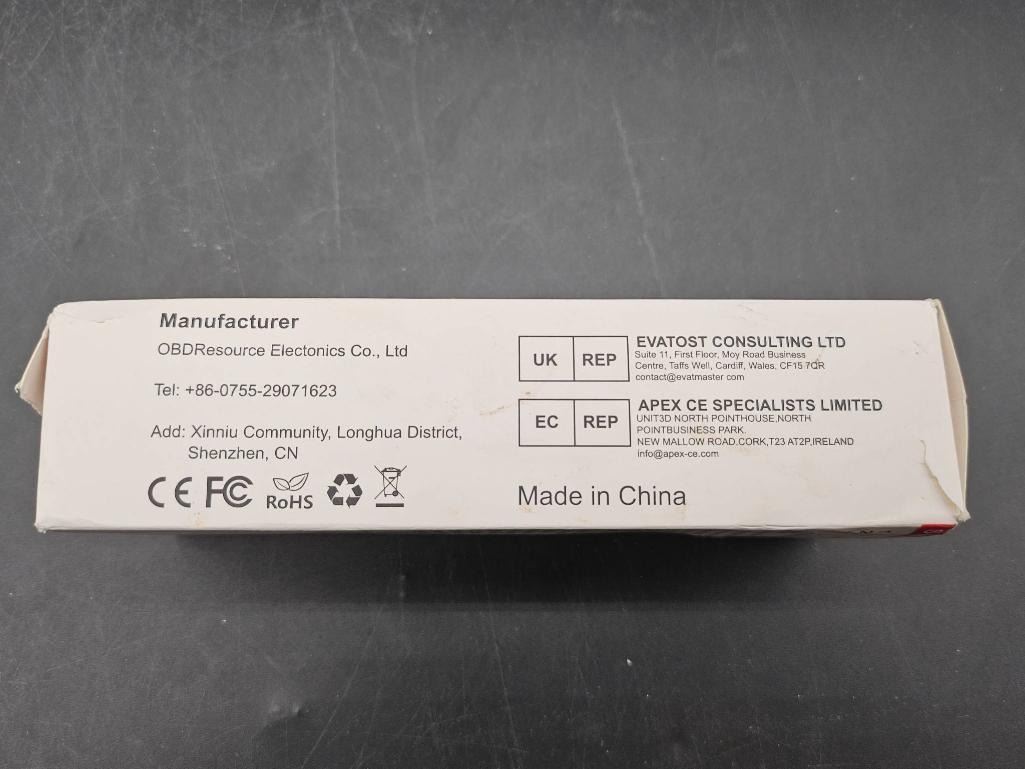 Manufacturer
OBDResource Electonics Co., Ltd
Tel: +86-0755-29071623
Add: Xinniu Community, Longhua District,
Shenzhen, CN
CE FC RoHS
UK REP
EVATOST CONSULTING LTD
Suite 11, First Floor, Moy Road Business
Centre, Taffs Well, Cardiff, Wales, CF15 7QR
contact@evatmaster.com
EC REP
APEX CE SPECIALISTS LIMITED
UNIT3D NORTH POINTHOUSE,NORTH
POINTBUSINESS PARK.
NEW MALLOW ROAD.CORK,T23 AT2P,IRELAND
info@apex-ce.com
Made in China